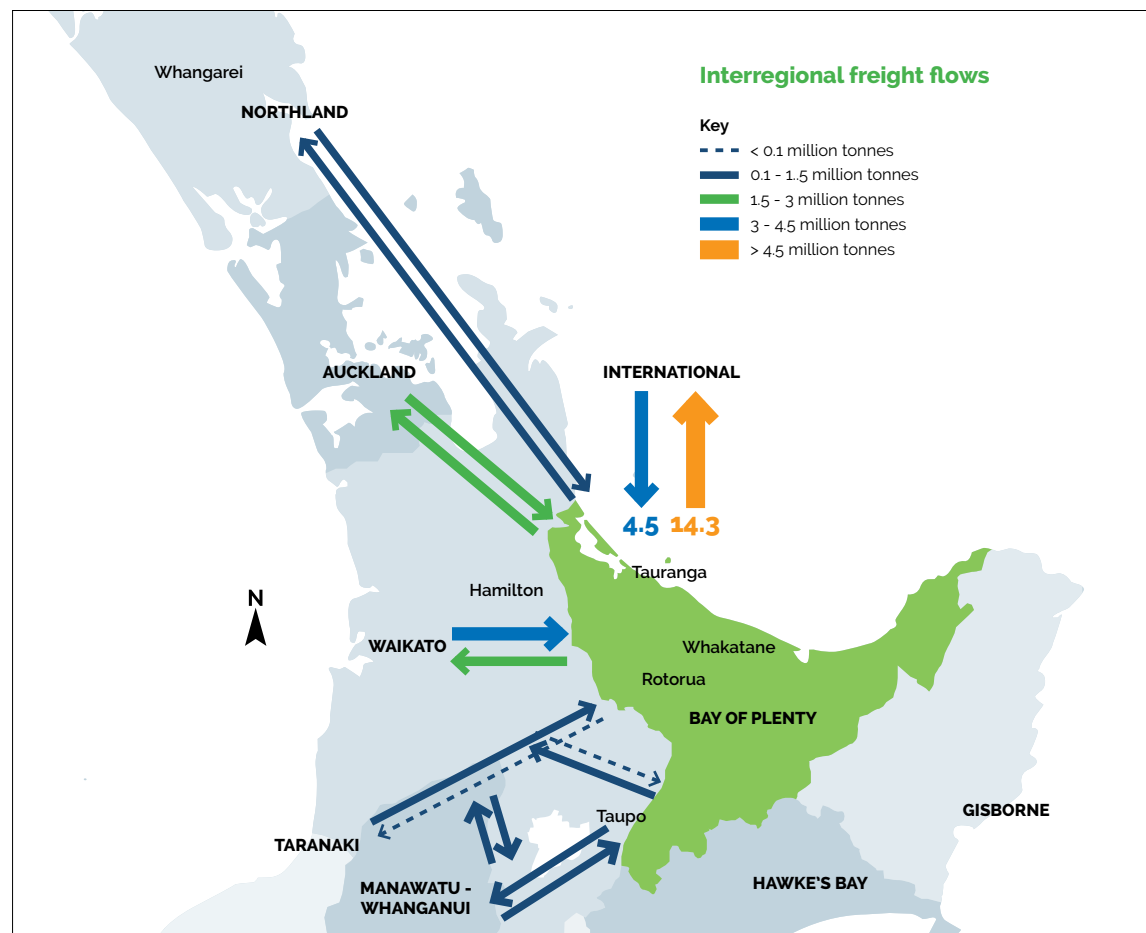 Whangarei
NORTHLAND
Interregional freight flows
Key
< 0.1 million tonnes
0.1 - 1..5 million tonnes
1.5 - 3 million tonnes
3 - 4.5 million tonnes
> 4.5 million tonnes
AUCKLAND
INTERNATIONAL
4.5 14.3
Tauranga
Hamilton
N
WAIKATO
Whakatane
Rotorua
BAY OF PLENTY
Taupo
GISBORNE
TARANAKI
MANAWATU -
WHANGANUI
HAWKE'S BAY